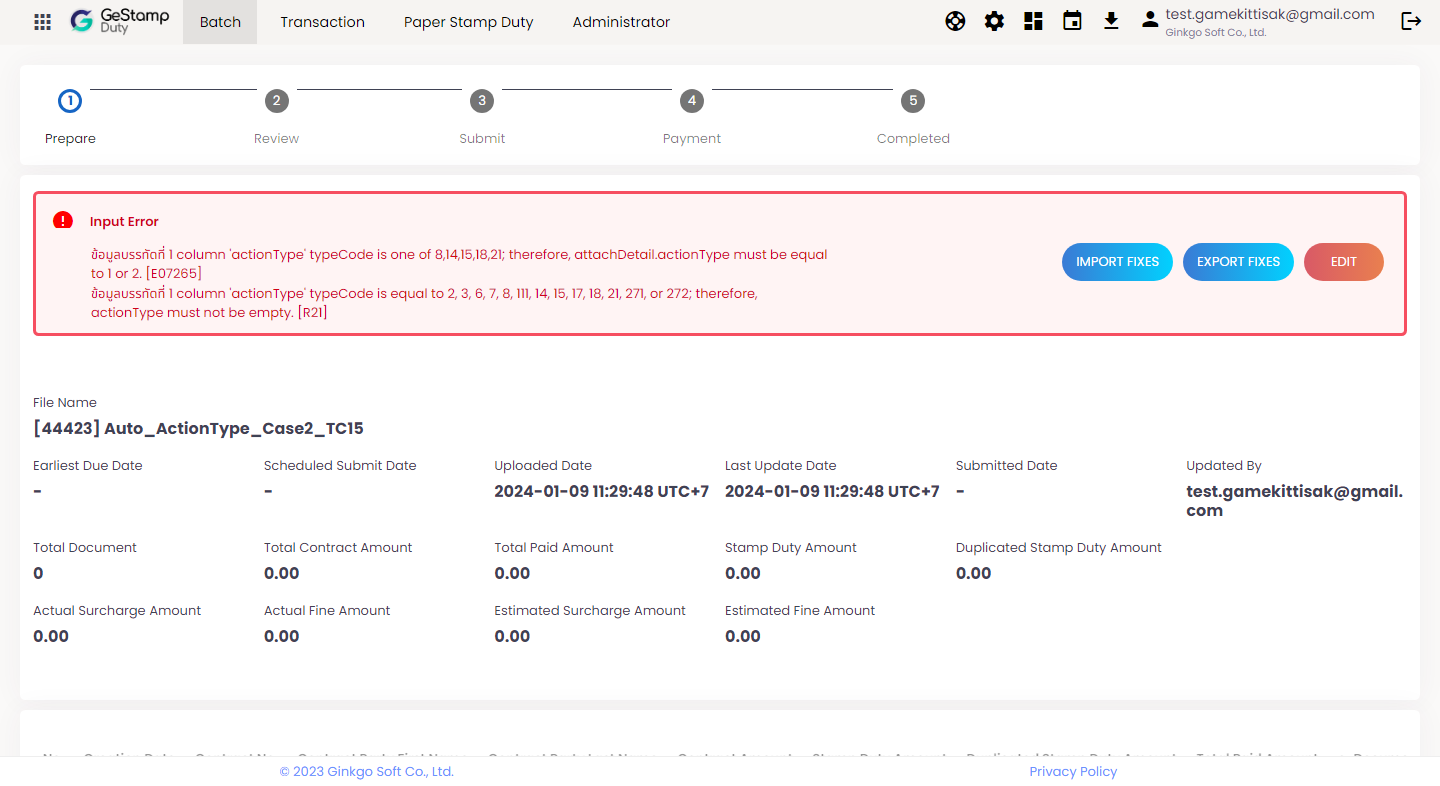 GeStamp
Duty
Batch
Transaction
Paper Stamp Duty
Administrator
test.gamekittisak@gmail.com
Ginkgo Soft Co., Ltd.
1
2
3
4
5
Prepare
Review
Submit
Payment
Completed
Input Error
ข้อมูลบรรทัดที่ 1 column 'actionType' typeCode is one of 8,14,15,18,21; therefore, attachDetail.actionType must be equal
to 1 or 2. [E07265]
ข้อมูลบรรทัดที่ 1 column 'actionType' typeCode is equal to 2, 3, 6, 7, 8, 111, 14, 15, 17, 18, 21, 271, or 272; therefore,
actionType must not be empty. [R21]
IMPORT FIXES
EXPORT FIXES
EDIT
File Name
[44423] Auto_ActionType_Case2_TC15
Earliest Due Date
Scheduled Submit Date
Uploaded Date
Last Update Date
Submitted Date
Updated By
-
-
2024-01-09 11:29:48 UTC+7
2024-01-09 11:29:48 UTC+7
-
test.gamekittisak@gmail.
com
Total Document
Total Contract Amount
Total Paid Amount
Stamp Duty Amount
Duplicated Stamp Duty Amount
0
0.00
0.00
0.00
0.00
Actual Surcharge Amount
Actual Fine Amount
Estimated Surcharge Amount
Estimated Fine Amount
0.00
0.00
0.00
0.00
© 2023 Ginkgo Soft Co., Ltd.
Privacy Policy